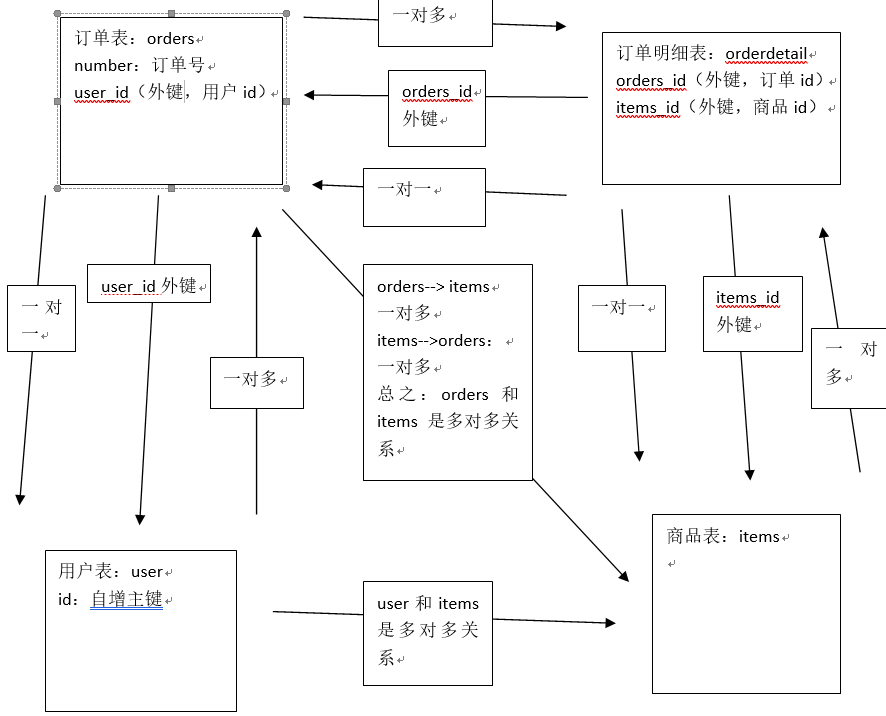 一对多
订单表：orders
number：订单号
user_id（外键，用户 id）
订单明细表：orderdetail
orders_id（外键，订单 id）
items_id（外键，商品 id）
orders_id
外键
一对一
user_id 外键
一 对
一
一对多
orders--> items
一对多
items-->orders：
一对多
总之：orders 和
items 是多对多关
系
一对一
items_id
外键
一 对
多
用户表：user
id：自增主键
user 和 items
是多对多关
系
商品表：items